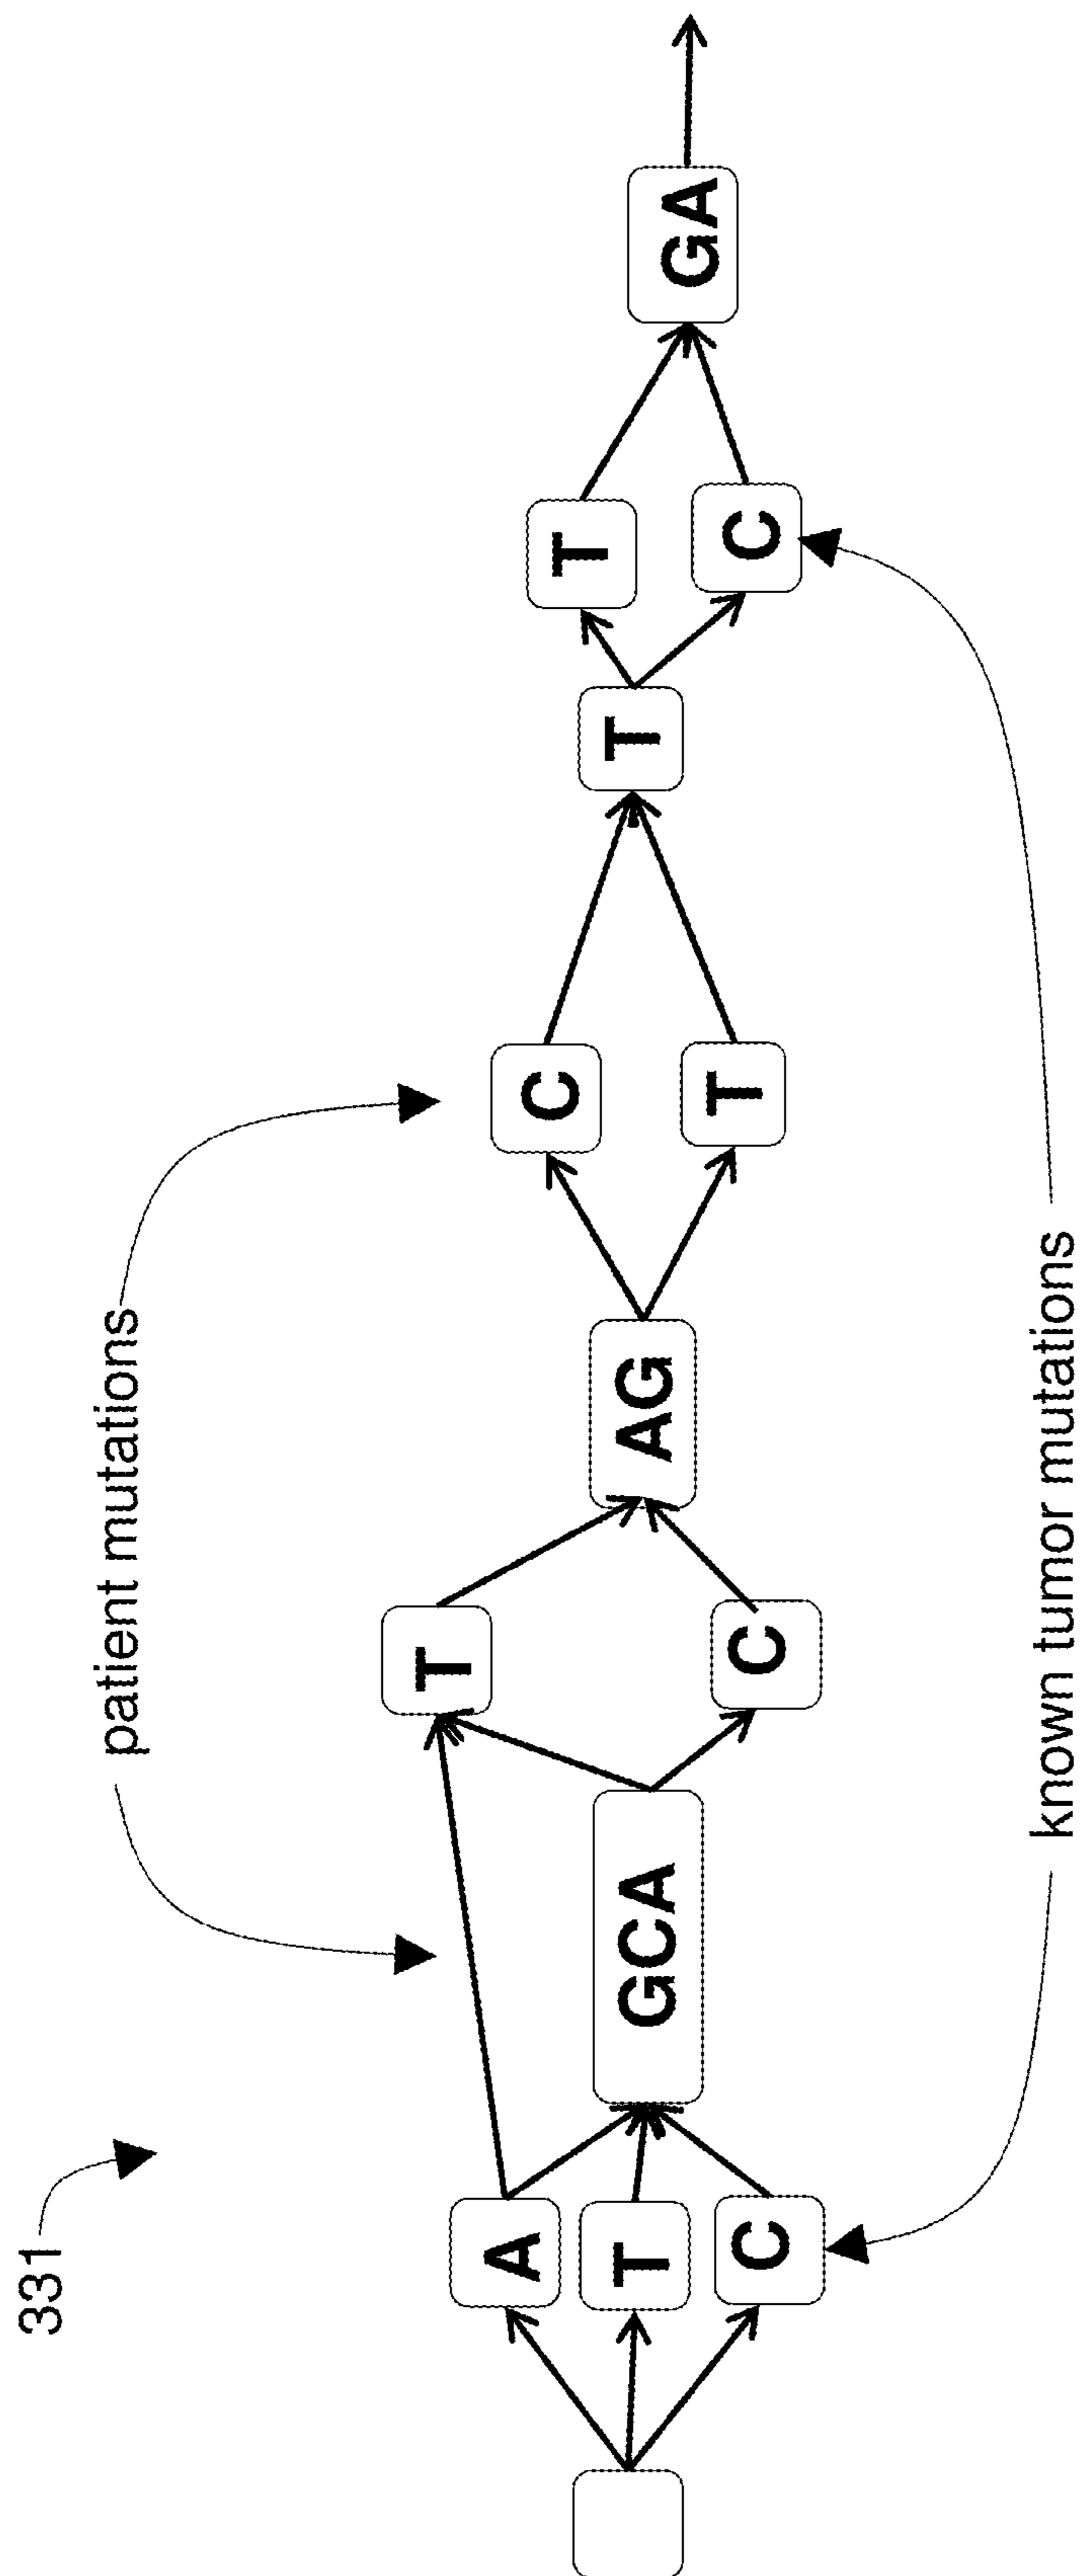 331
patient mutations
A
T
C
GCA
T
C
AG
C
T
T
T
C
GA
known tumor mutations